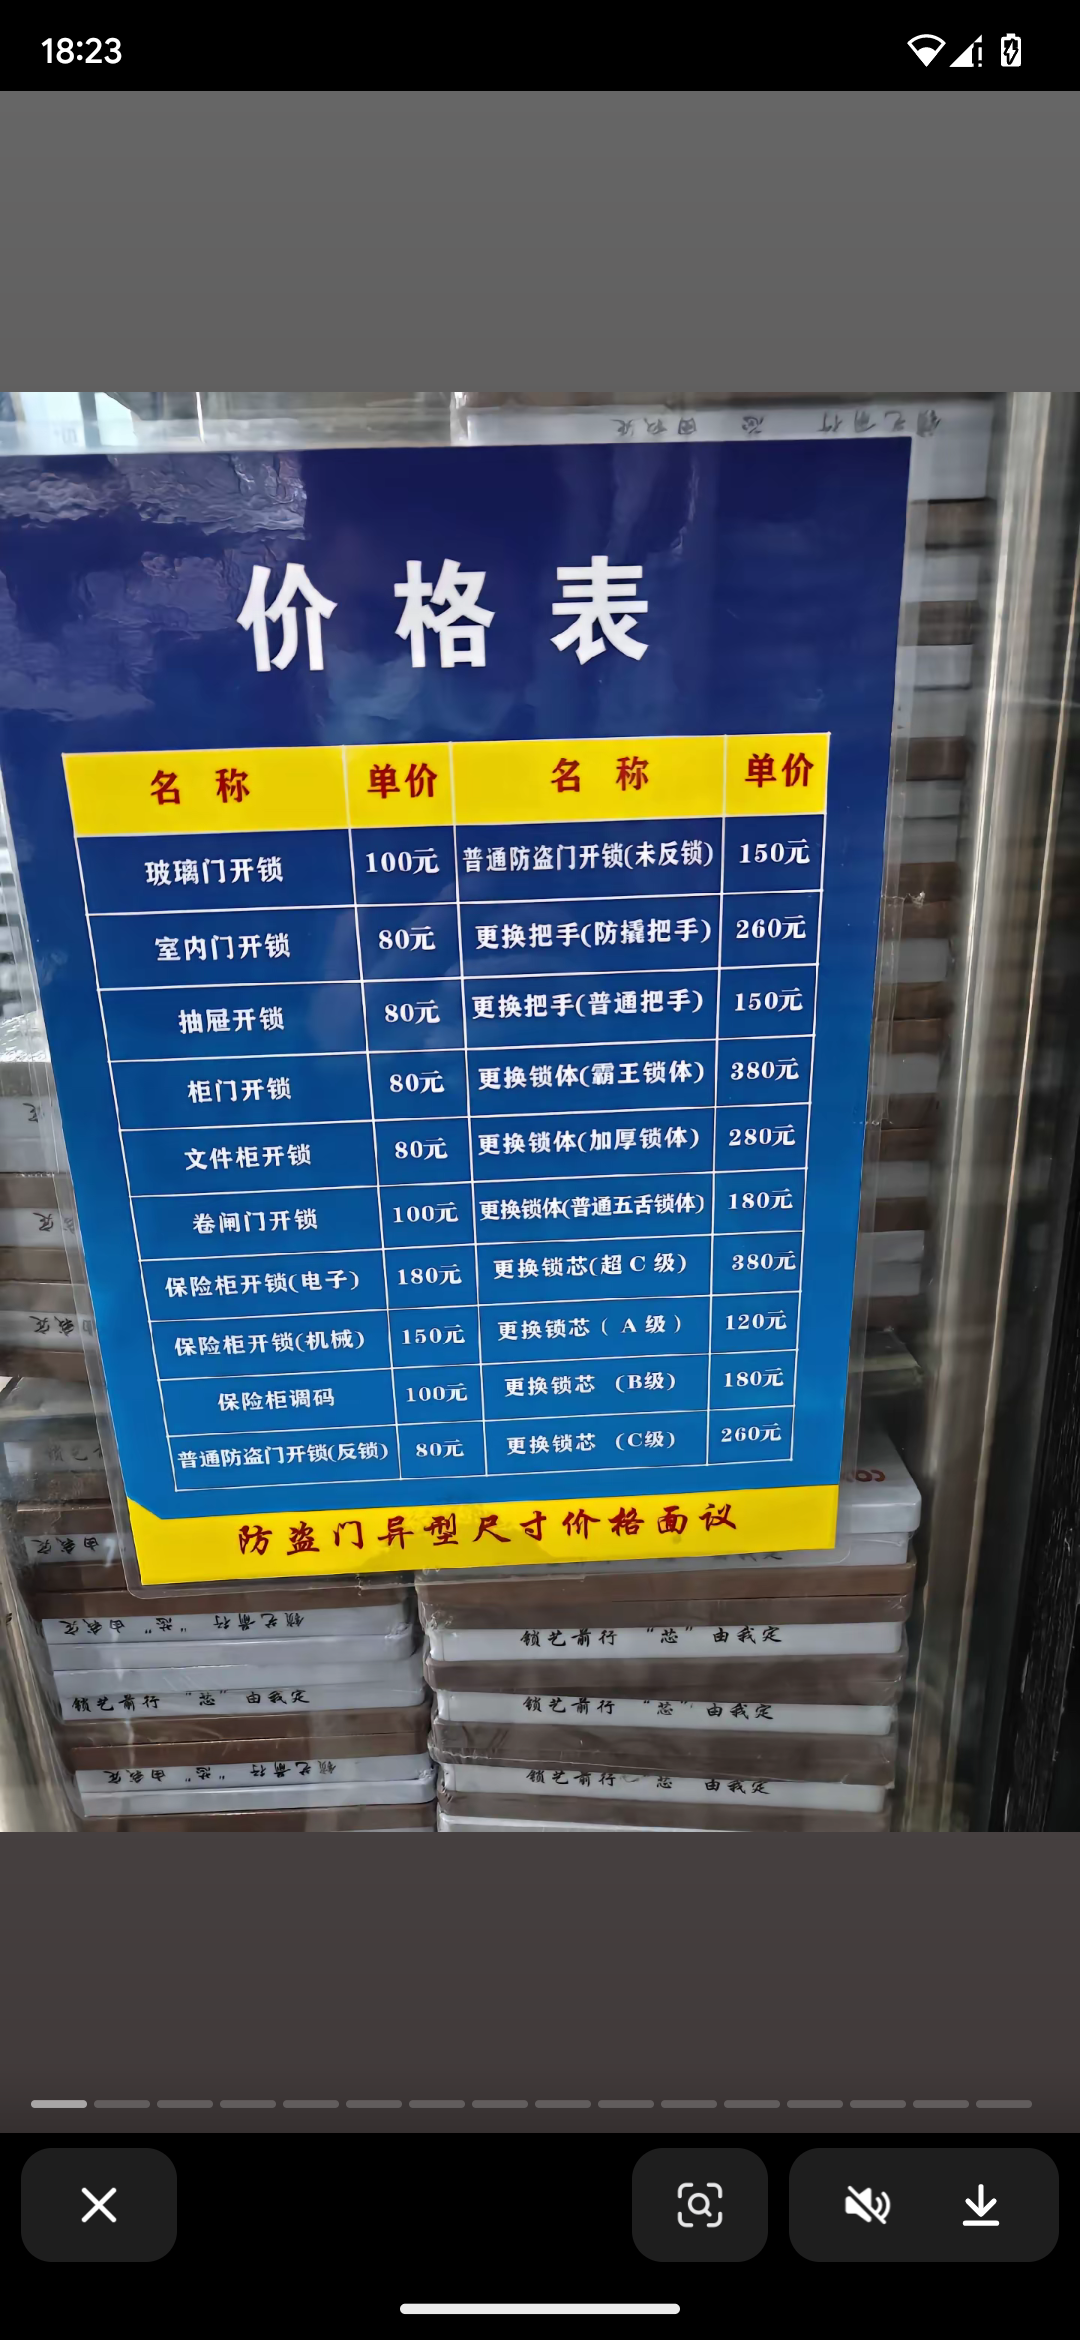 18:23
价格表
名 称 单价 名 称 单价
玻璃门开锁 100元 普通防盗门开锁(未反锁) 150元
室内门开锁 80元 更换把手(防撬把手) 260元
抽屉开锁 80元 更换把手(普通把手) 150元
柜门开锁 80元 更换锁体(霸王锁体) 380元
文件柜开锁 80元 更换锁体(加厚锁体) 280元
卷闸门开锁 100元 更换锁体(普通五舌锁体) 180元
保险柜开锁(电子) 180元 更换锁芯(超C级) 380元
保险柜开锁(机械) 150元 更换锁芯(A级) 120元
保险柜调码 100元 更换锁芯 (B级) 180元
普通防盗门开锁(反锁) 80元 更换锁芯 (C级) 260元
防盗门异型尺寸价格面议
锁艺前行 "芯" 由我定
锁艺前行 "芯" 由我定
锁艺前行 "芯" 由我定
锁艺前行 "芯" 由我定
锁艺前行 "芯" 由我定
锁艺前行 芯 由我定